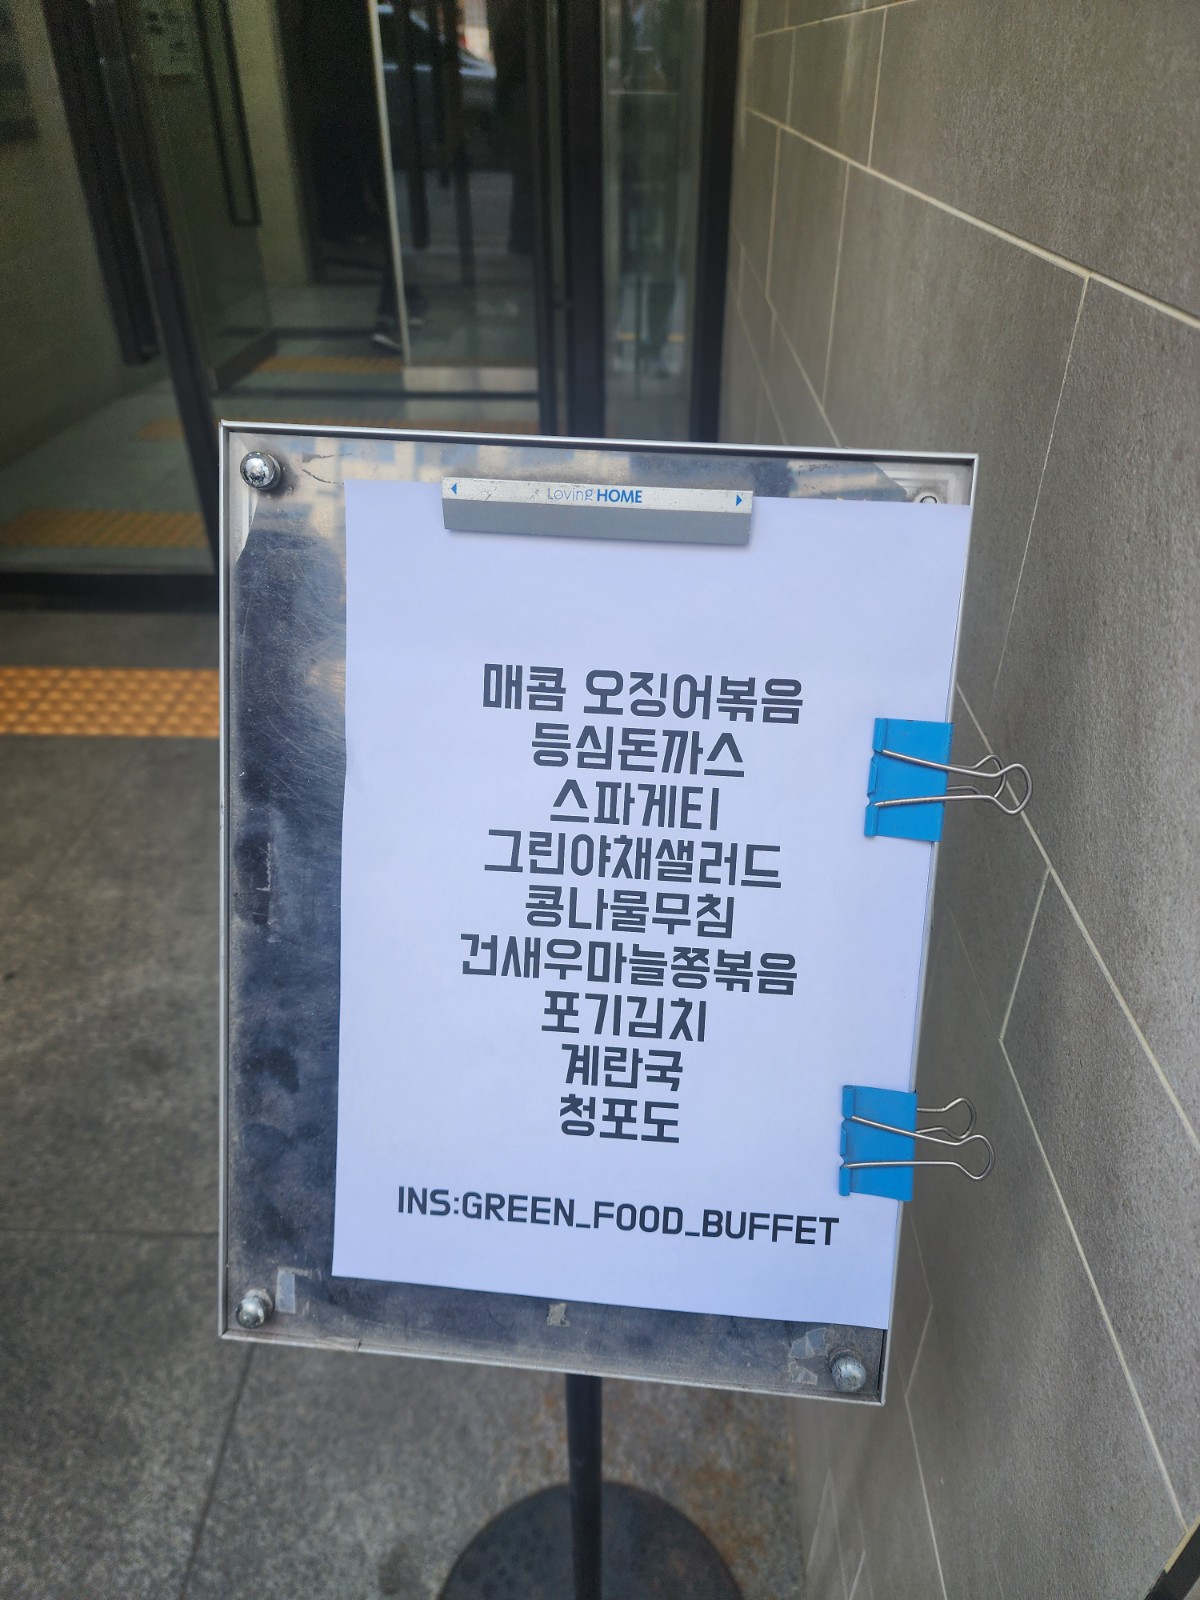 Loving HOME
매콤 오징어볶음
등심돈까스
스파게티
그린야채샐러드
콩나물무침
건새우마늘쫑볶음
포기김치
계란국
청포도
INS:GREEN_FOOD_BUFFET